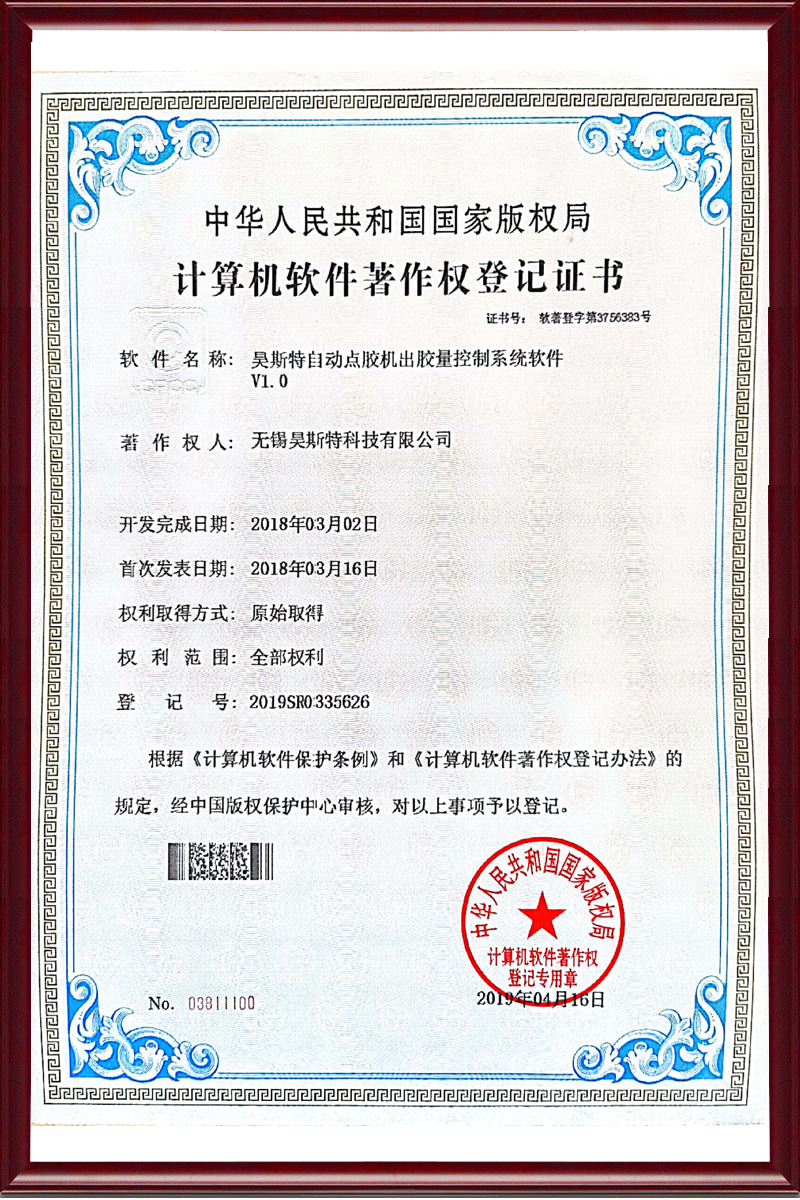 中华人民共和国国家版权局
计算机软件著作权登记证书
证书号： 软著登字第3756383号
软件名称： 昊斯特自动点胶机出胶量控制系统软件
V1.0
著作权人： 无锡昊斯特科技有限公司
开发完成日期： 2018年03月02日
首次发表日期： 2018年03月16日
权利取得方式： 原始取得
权利范围： 全部权利
登记号： 2019SR0335626
根据《计算机软件保护条例》和《计算机软件著作权登记办法》的
规定，经中国版权保护中心审核，对以上事项予以登记。
中华人民共和国国家版权局
计算机软件著作权
登记专用章
No. 03811100
2019年04月16日